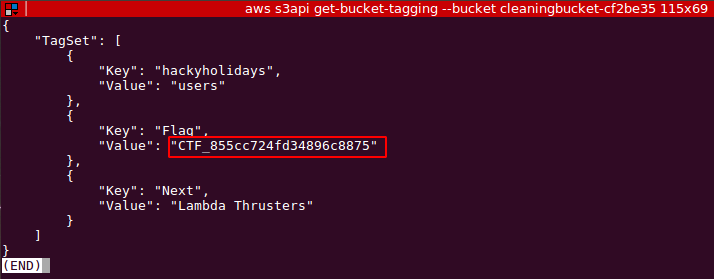 aws s3api get-bucket-tagging --bucket cleaningbucket-cf2be35 115x69
{
    "TagSet": [
        {
            "Key": "hackyholidays",
            "Value": "users"
        },
        {
            "Key": "Flag",
            "Value": "CTF_855cc724fd34896c8875"
        },
        {
            "Key": "Next",
            "Value": "Lambda Thrusters"
        }
    ]
}
(END)